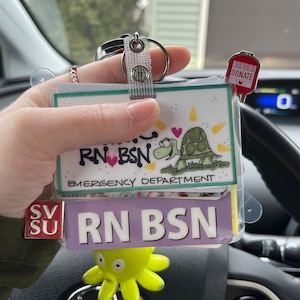 DONATE
RN BSN
EMERGENCY DEPARTMENT
SV
SU
RN BSN